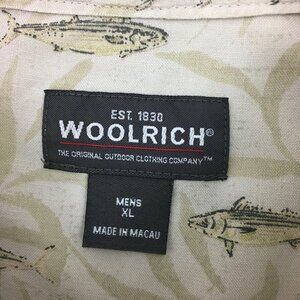 EST. 1830
WOOLRICH®
THE ORIGINAL OUTDOOR CLOTHING COMPANY™
MENS
XL
MADE IN MACAU